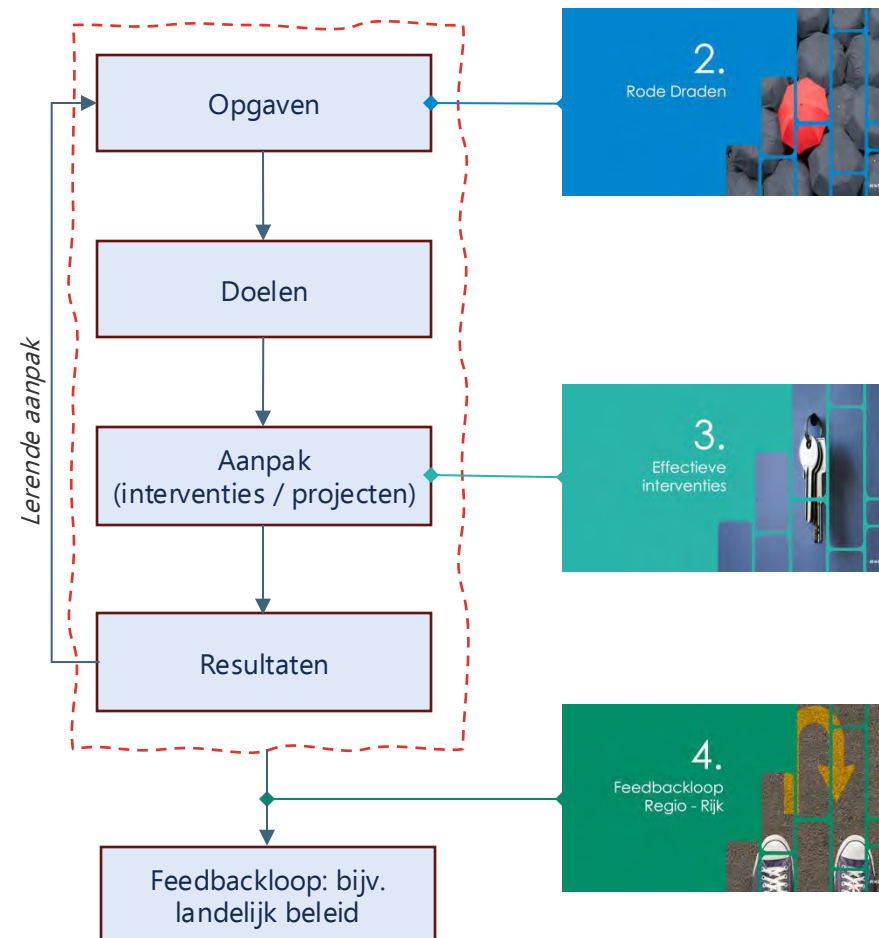 Opgaven
2.
Rode Draden
Doelen
Lerende aanpak
Aanpak
(interventies / projecten)
3.
Effectieve
interventies
Resultaten
4.
Feedbackloop
Regio - Rijk
Feedbackloop: bijv.
landelijk beleid